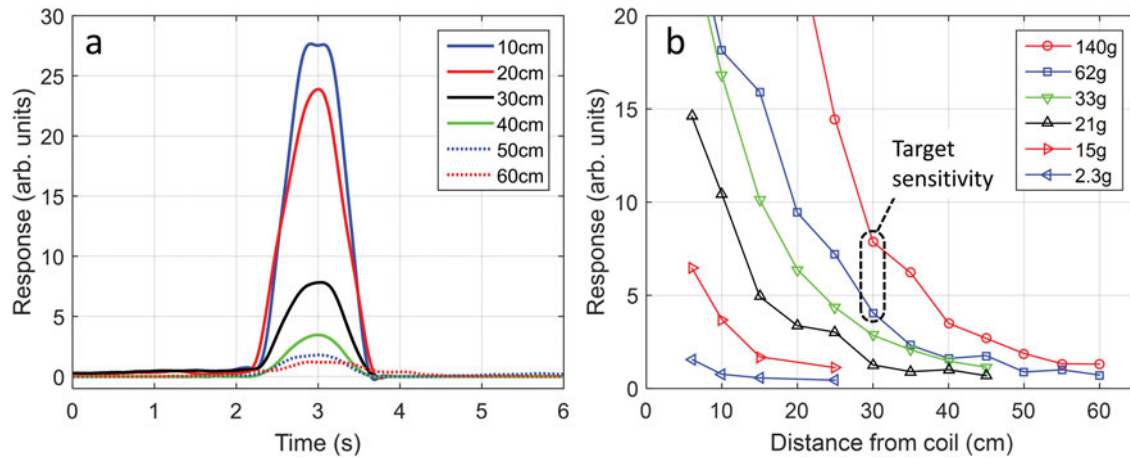 a
30
25
20
15
10
5
0
Response (arb. units)
0 1 2 3 4 5 6
Time (s)
10cm
20cm
30cm
40cm
50cm
60cm
b
20
15
10
5
0
Response (arb. units)
0 10 20 30 40 50 60
Distance from coil (cm)
Target
sensitivity
140g
62g
33g
21g
15g
2.3g